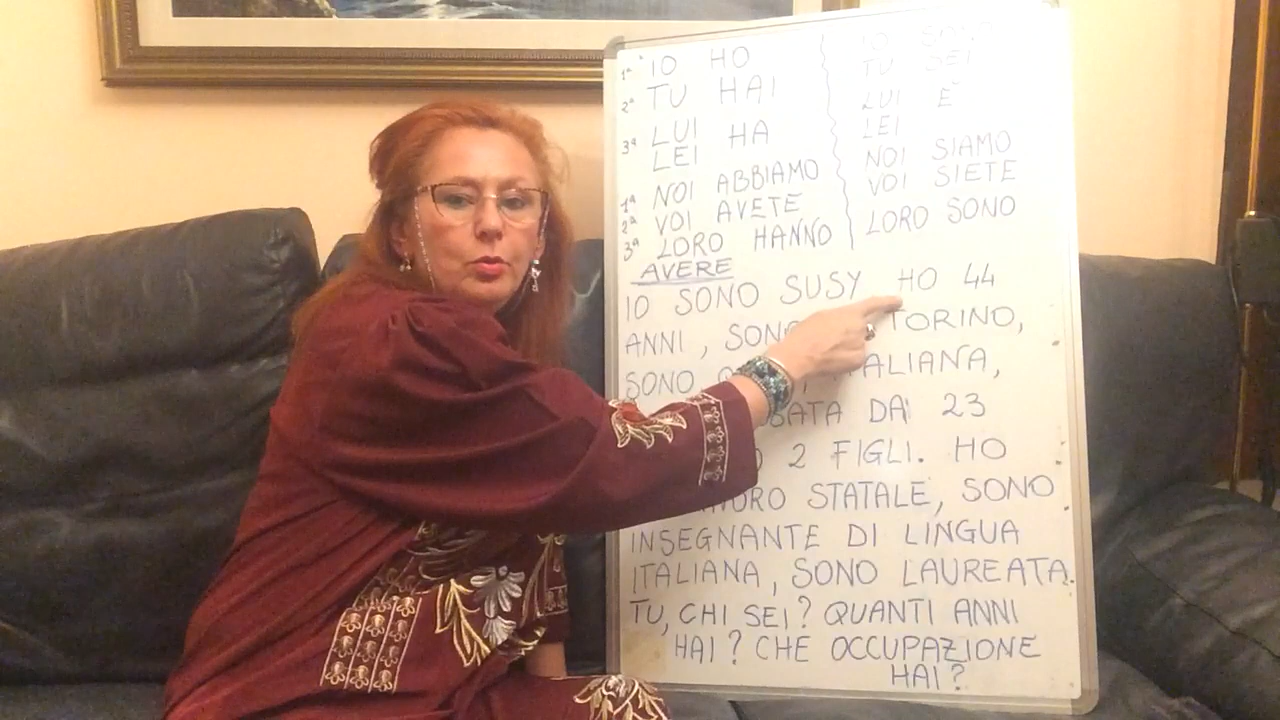 1ª IO HO
2ª TU HAI
3ª LUI HA
LEI
1ª NOI ABBIAMO
2ª VOI AVETE
3ª LORO HANNO
IO SONO
TU SEI
LUI È
LEI
NOI SIAMO
VOI SIETE
LORO SONO
AVERE
IO SONO SUSY HO 44
ANNI, TORINO,
SONO
DA 23
2 FIGLI. HO
STATALE, SONO
INSEGNANTE DI LINGUA
ITALIANA, SONO LAUREATA.
TU, CHI SEI? QUANTI ANNI
HAI? CHE OCCUPAZIONE
HAI?